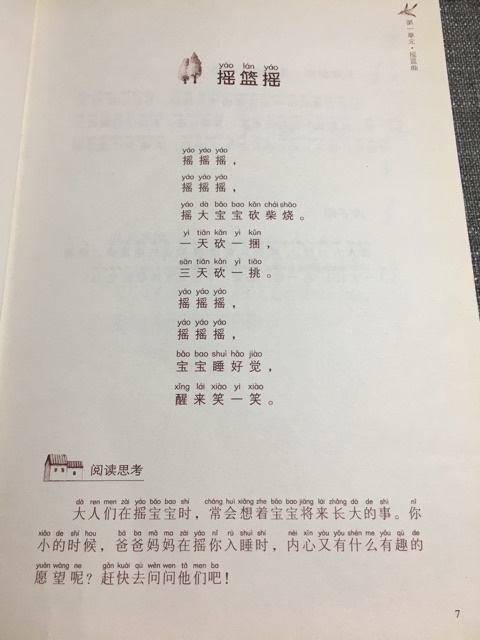 第一单元·摇篮曲
yáo lán yáo
摇篮摇
yáo yáo yáo
摇摇摇，
yáo yáo yáo
摇摇摇，
yáo dà bǎo bao kǎn chái shāo
摇大宝宝砍柴烧。
yì tiān kǎn yì kǔn
一天砍一捆，
sān tiān kǎn yì tiāo
三天砍一挑。
yáo yáo yáo
摇摇摇，
yáo yáo yáo
摇摇摇，
bǎo bao shuì hǎo jiào
宝宝睡好觉，
xǐng lái xiào yi xiào
醒来笑一笑。
阅读思考
dà ren men zài yáo bǎo bao shí cháng huì xiǎng zhe bǎo bao jiāng lái zhǎng dà de shì nǐ
大人们在摇宝宝时，常会想着宝宝将来长大的事。你
xiǎo de shí hou bà ba mā ma zài yáo nǐ rù shuì shí nèi xīn yòu yǒu shén me yǒu qù de
小的时候，爸爸妈妈在摇你入睡时，内心又有什么有趣的
yuàn wàng ne gǎn kuài qù wèn wen tā men ba
愿望呢？赶快去问问他们吧！
7